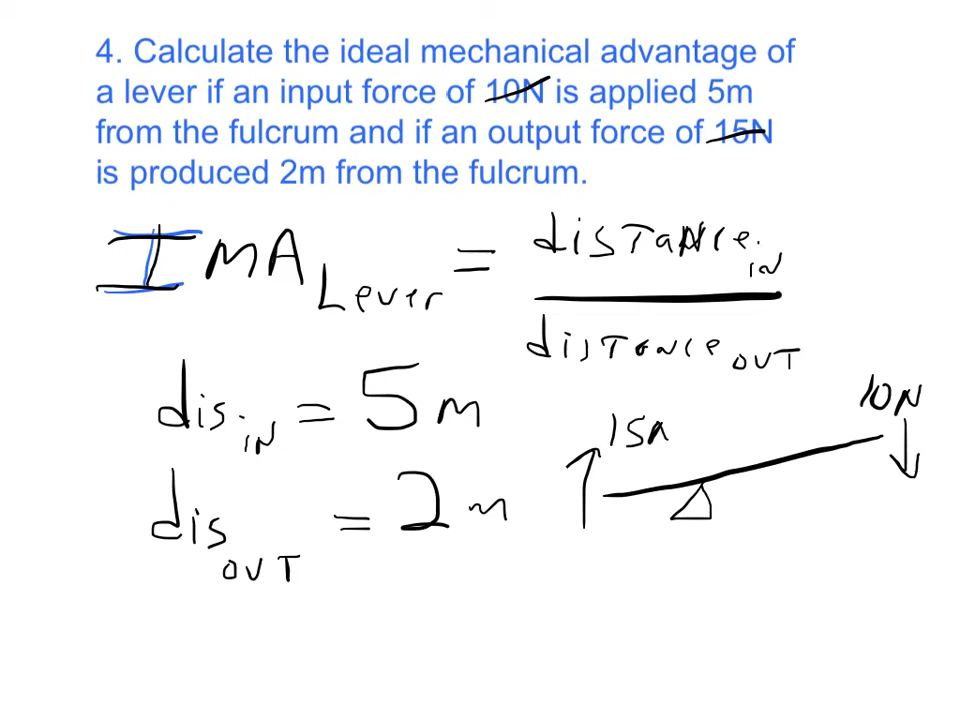 4. Calculate the ideal mechanical advantage of
a lever if an input force of 10N is applied 5m
from the fulcrum and if an output force of 15N
is produced 2m from the fulcrum.
IMA Lever = distance in
distance out
dis in = 5m
10N
15N
dis out = 2m